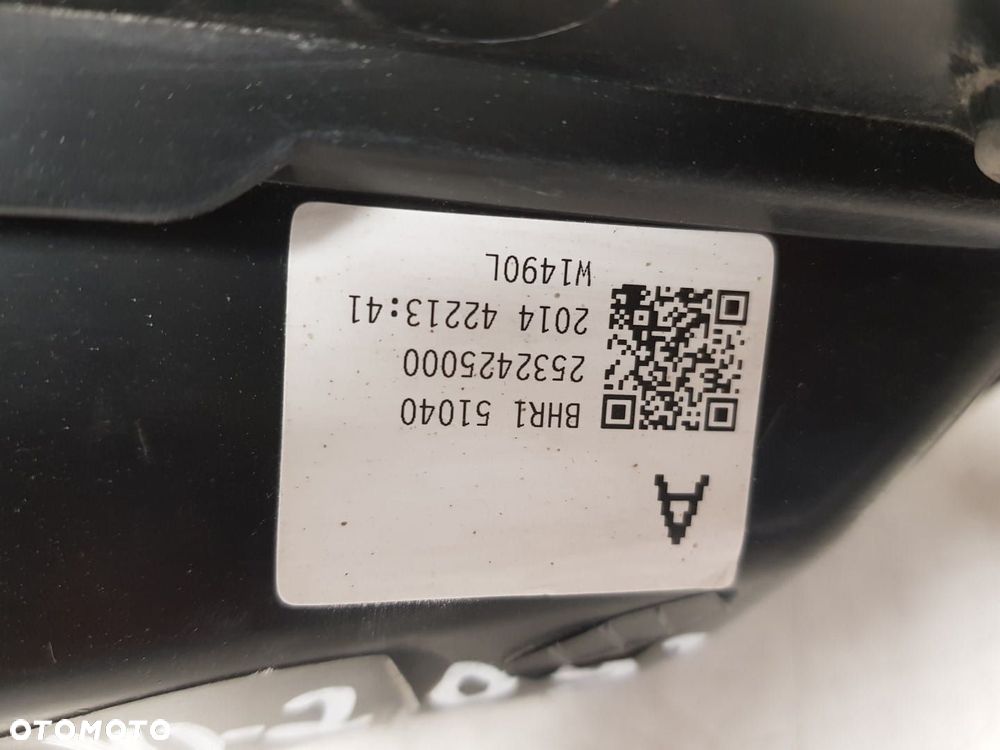 A
BHR1 51040
2532425000
2014 42213:41
W1490L
OTOMOTO